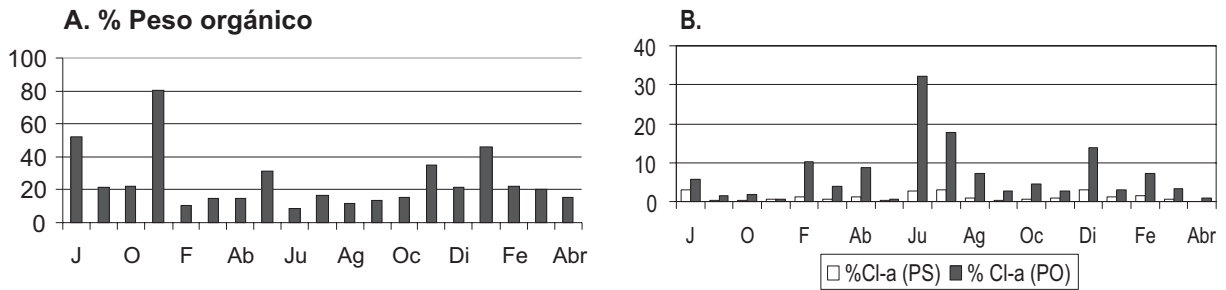 A. % Peso orgánico
100
80
60
40
20
0
J O F Ab Ju Ag Oc Di Fe Abr
B.
40
30
20
10
0
J O F Ab Ju Ag Oc Di Fe Abr
%Cl-a (PS) % Cl-a (PO)